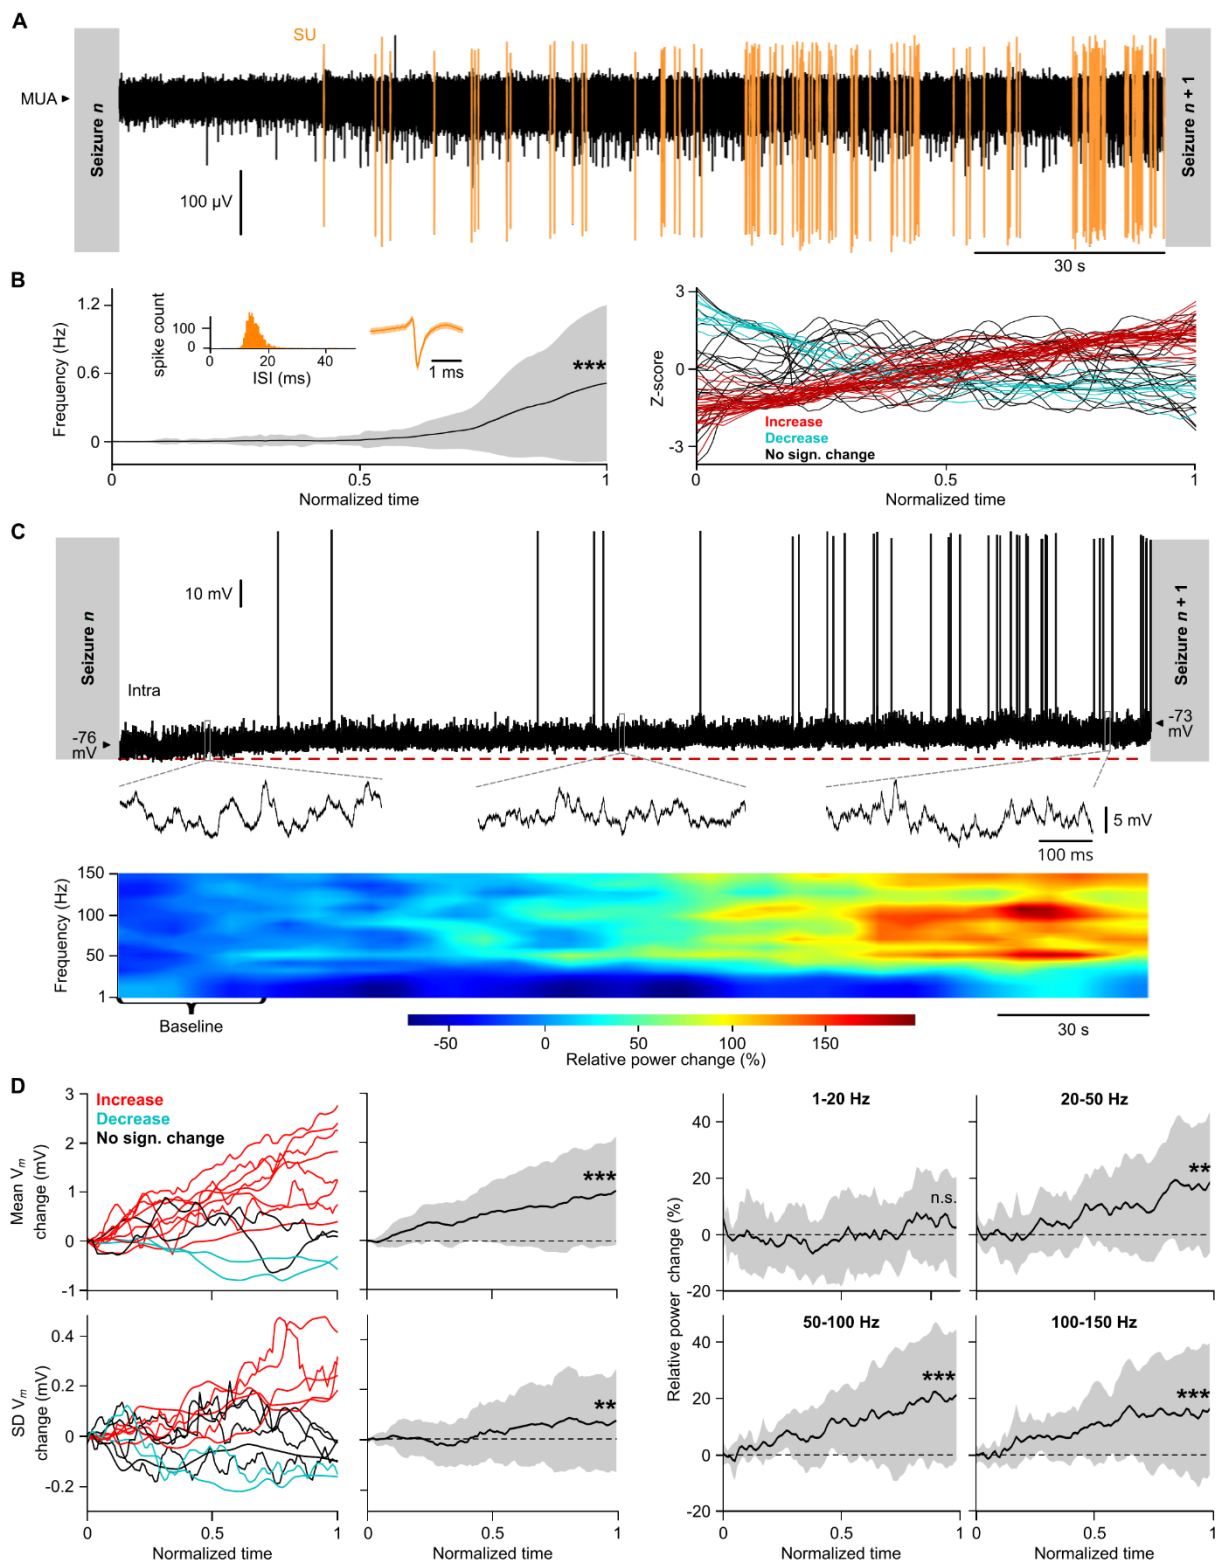 A
SU
MUA
Seizure n
Seizure n + 1
100 µV
30 s
B
Frequency (Hz)
1.2
0.6
0
spike count
100
0
0
20
40
ISI (ms)
1 ms
***
0
0.5
1
Normalized time
Z-score
3
0
-3
Increase
Decrease
No sign. change
0
0.5
1
Normalized time
C
Seizure n
Seizure n + 1
10 mV
Intra
-76
mV
-73
mV
5 mV
100 ms
Frequency (Hz)
150
100
50
1
Baseline
30 s
-50
0
50
100
150
Relative power change (%)
D
Mean Vm
change (mV)
3
2
1
0
-1
Increase
Decrease
No sign. change
***
SD Vm
change (mV)
0.4
0.2
0
-0.2
0
0.5
1
Normalized time
**
0
0.5
1
Normalized time
Relative power change (%)
1-20 Hz
40
20
0
-20
n.s.
20-50 Hz
**
50-100 Hz
40
20
0
-20
***
0
0.5
1
Normalized time
100-150 Hz
***
0
0.5
1
Normalized time